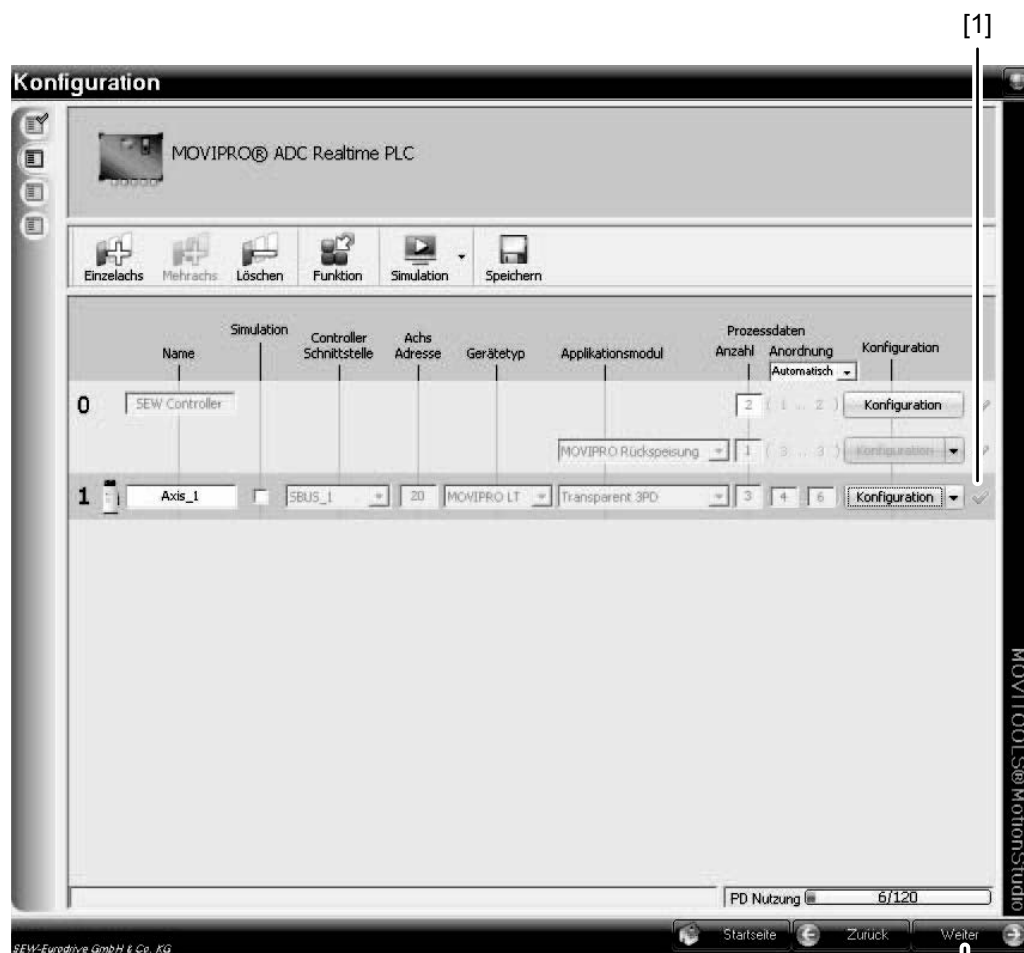 [1]
Konfiguration
MOVIPRO® ADC Realtime PLC
Einzelachs Mehrachs Löschen Funktion Simulation Speichern
Name Simulation Controller Schnittstelle Achs Adresse Gerätetyp Applikationsmodul Prozessdaten Anzahl Anordnung Konfiguration
Automatisch
0 SEW Controller 2 ( 1 .. 2 ) Konfiguration
MOVIPRO Rückspeisung 1 ( 3 .. 3 ) Konfiguration
1 Axis_1 SBUS_1 20 MOVIPRO LT Transparent 3PD 3 4 6 Konfiguration
MOVITOOLS® MotionStudio
PD Nutzung 6/120
Startseite Zurück Weiter
SEW-Eurodrive GmbH & Co. KG